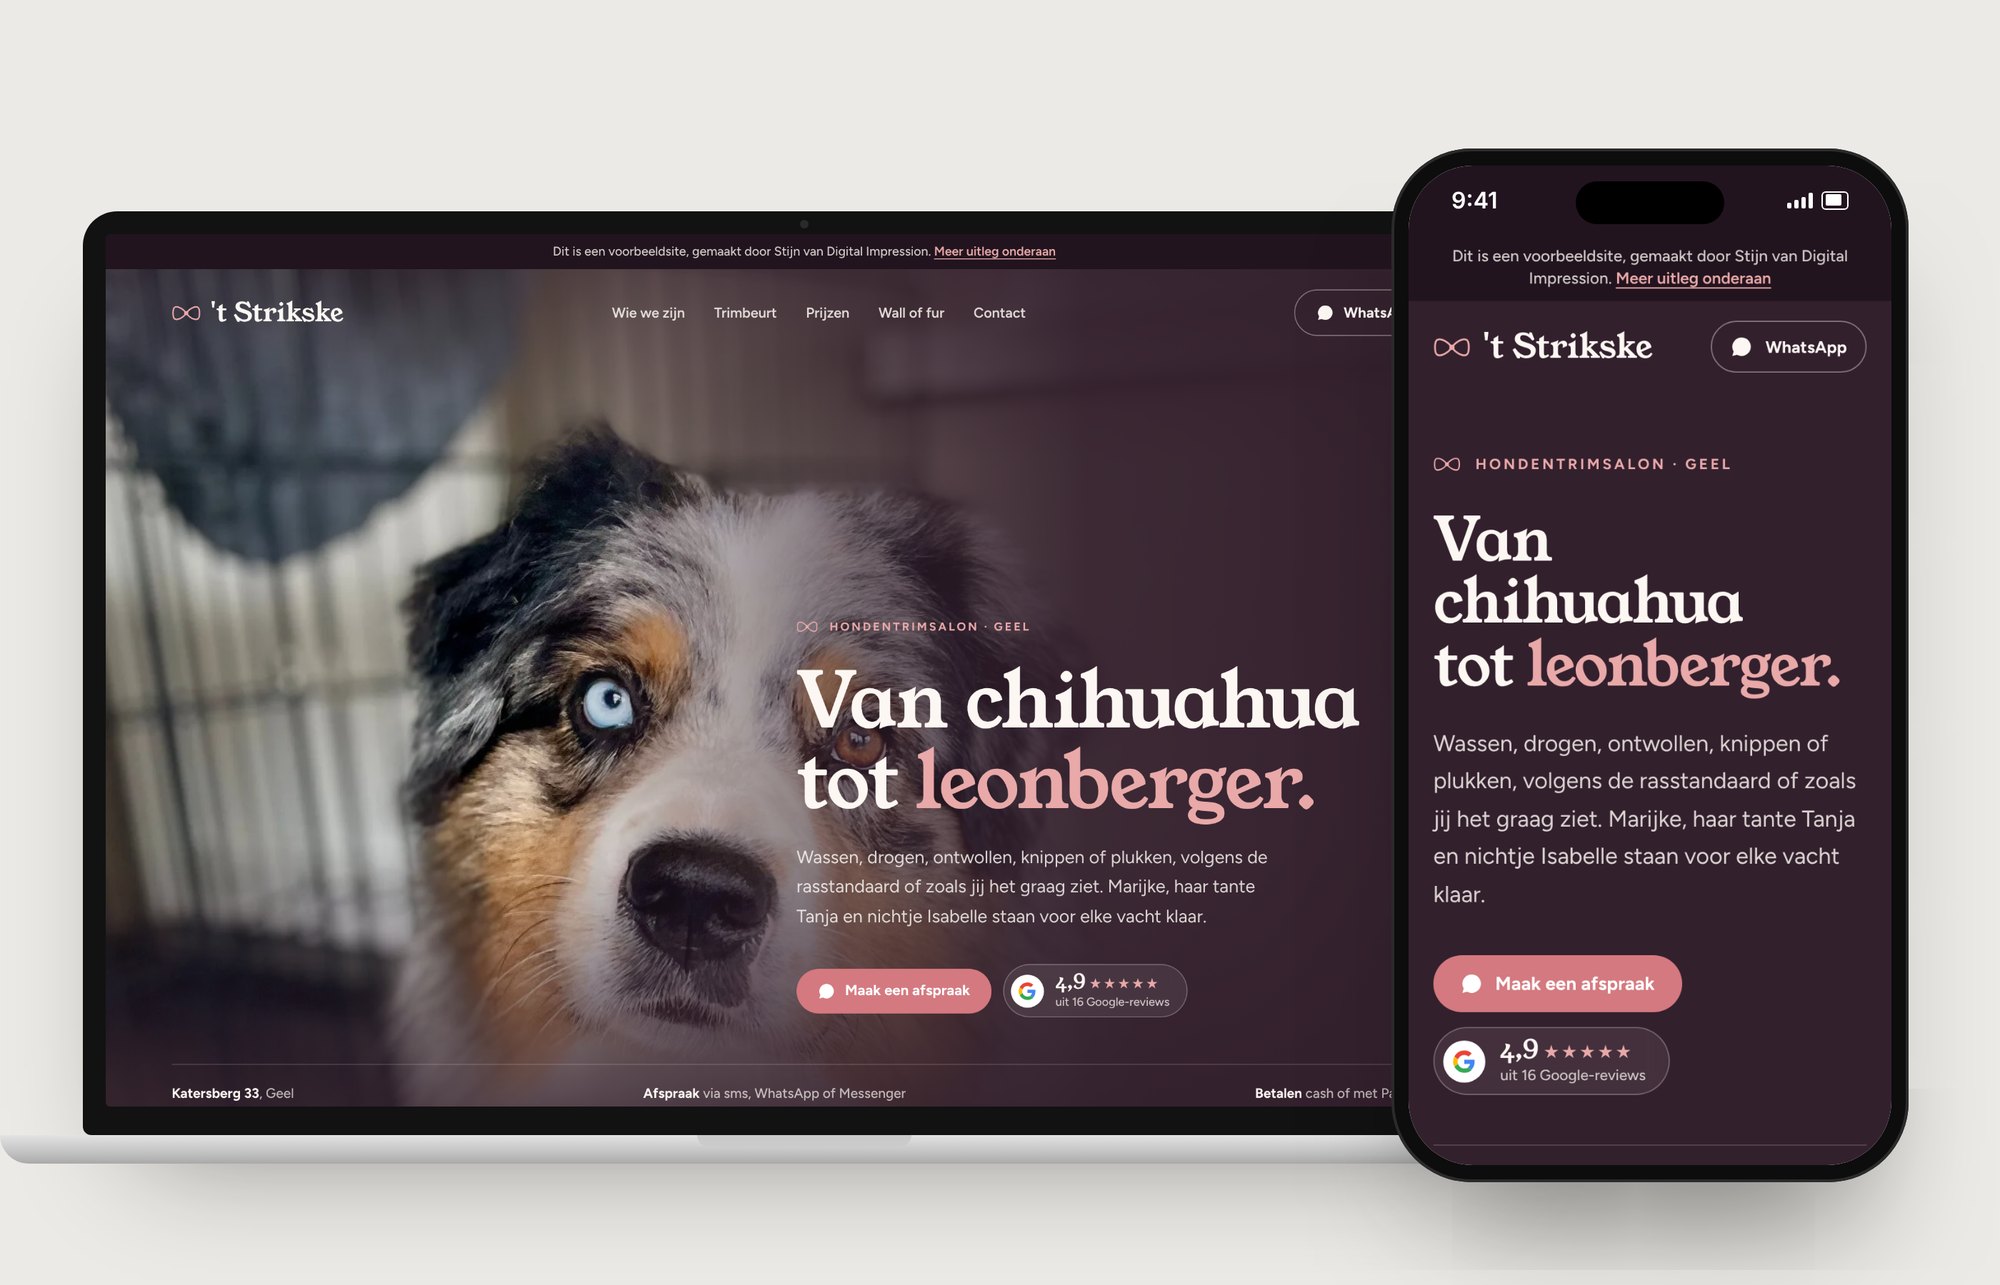 Dit is een voorbeeldsite, gemaakt door Stijn van Digital Impression. Meer uitleg onderaan
't Strikske
Wie we zijn Trimbeurt Prijzen Wall of fur Contact
HONDENTRIMSALON · GEEL
Van chihuahua
tot leonberger.
Wassen, drogen, ontwollen, knippen of plukken, volgens de
rasstandaard of zoals jij het graag ziet. Marijke, haar tante
Tanja en nichtje Isabelle staan voor elke vacht klaar.
Maak een afspraak
4,9 ★★★★★
uit 16 Google-reviews
Katersberg 33, Geel
Afspraak via sms, WhatsApp of Messenger
Betalen cash of met
9:41
Dit is een voorbeeldsite, gemaakt door Stijn van Digital
Impression. Meer uitleg onderaan
't Strikske
WhatsApp
HONDENTRIMSALON · GEEL
Van
chihuahua
tot leonberger.
Wassen, drogen, ontwollen, knippen of
plukken, volgens de rasstandaard of zoals
jij het graag ziet. Marijke, haar tante Tanja
en nichtje Isabelle staan voor elke vacht
klaar.
Maak een afspraak
4,9 ★★★★★
uit 16 Google-reviews